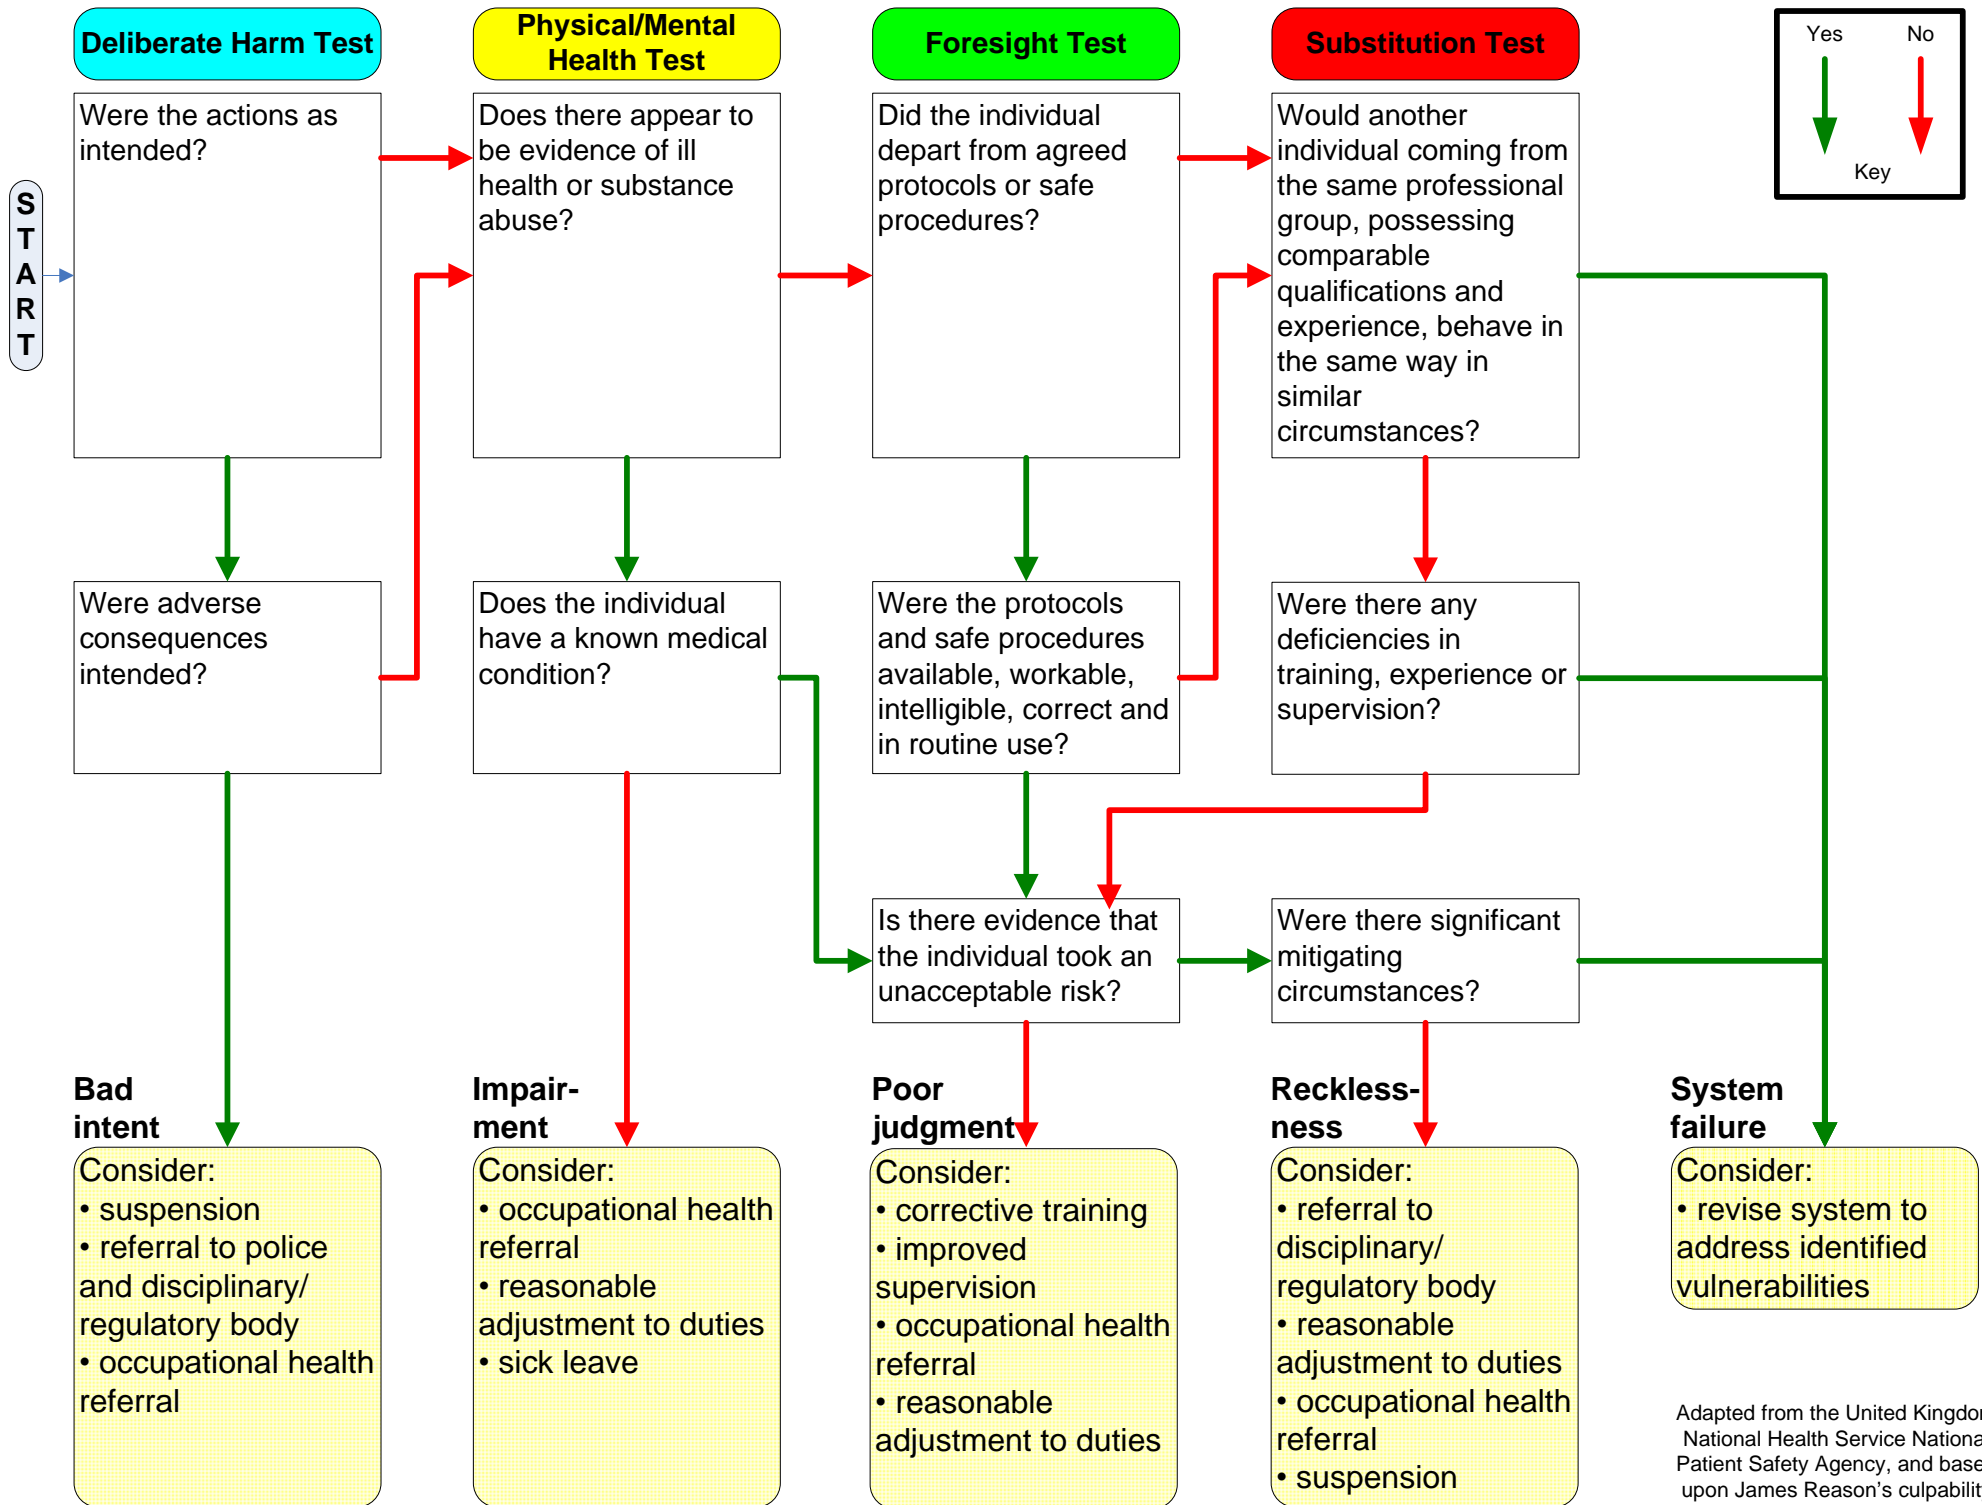 Deliberate Harm Test
Physical/Mental
Health Test
Foresight Test
Substitution Test
Yes
No
Key
S
T
A
R
T
Were the actions as
intended?
Does there appear to
be evidence of ill
health or substance
abuse?
Did the individual
depart from agreed
protocols or safe
procedures?
Would another
individual coming from
the same professional
group, possessing
comparable
qualifications and
experience, behave in
the same way in
similar
circumstances?
Were adverse
consequences
intended?
Does the individual
have a known medical
condition?
Were the protocols
and safe procedures
available, workable,
intelligible, correct and
in routine use?
Were there any
deficiencies in
training, experience or
supervision?
Is there evidence that
the individual took an
unacceptable risk?
Were there significant
mitigating
circumstances?
Bad
intent
Impair-
ment
Poor
judgment
Reckless-
ness
System
failure
Consider:
• suspension
• referral to police
and disciplinary/
regulatory body
• occupational health
referral
Consider:
• occupational health
referral
• reasonable
adjustment to duties
• sick leave
Consider:
• corrective training
• improved
supervision
• occupational health
referral
• reasonable
adjustment to duties
Consider:
• referral to
disciplinary/
regulatory body
• reasonable
adjustment to duties
• occupational health
referral
• suspension
Consider:
• revise system to
address identified
vulnerabilities
Adapted from the United
National Health Service
Patient Safety Agency, and
upon James Reason's